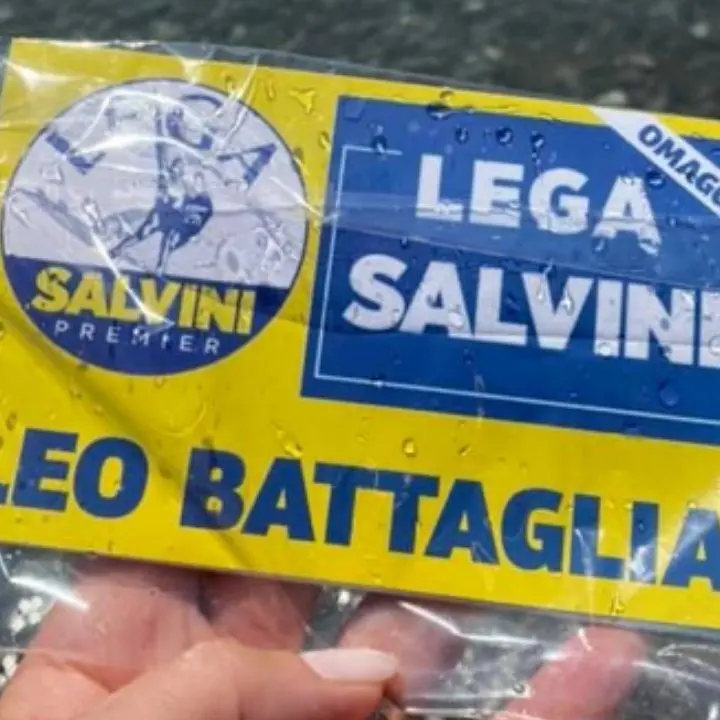 LEGA
SALVINI
PREMIER
OMAGG
LEGA
SALVINI
LEO BATTAGLIA